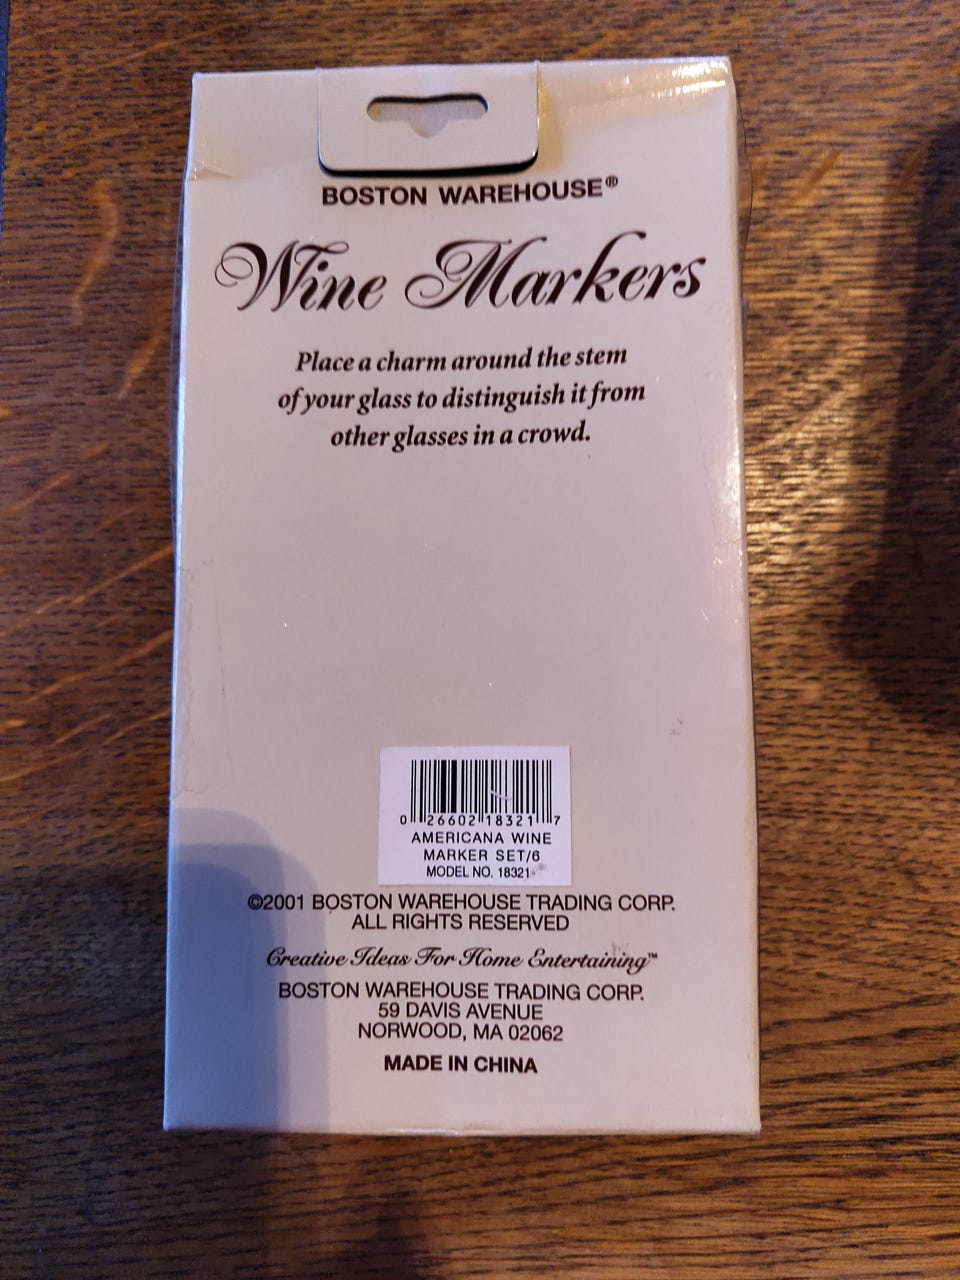 BOSTON WAREHOUSE®
Wine Markers
Place a charm around the stem
of your glass to distinguish it from
other glasses in a crowd.
0 26602 18321 7
AMERICANA WINE
MARKER SET/6
MODEL NO. 18321
©2001 BOSTON WAREHOUSE TRADING CORP.
ALL RIGHTS RESERVED
Creative Ideas For Home Entertaining™
BOSTON WAREHOUSE TRADING CORP.
59 DAVIS AVENUE
NORWOOD, MA 02062
MADE IN CHINA